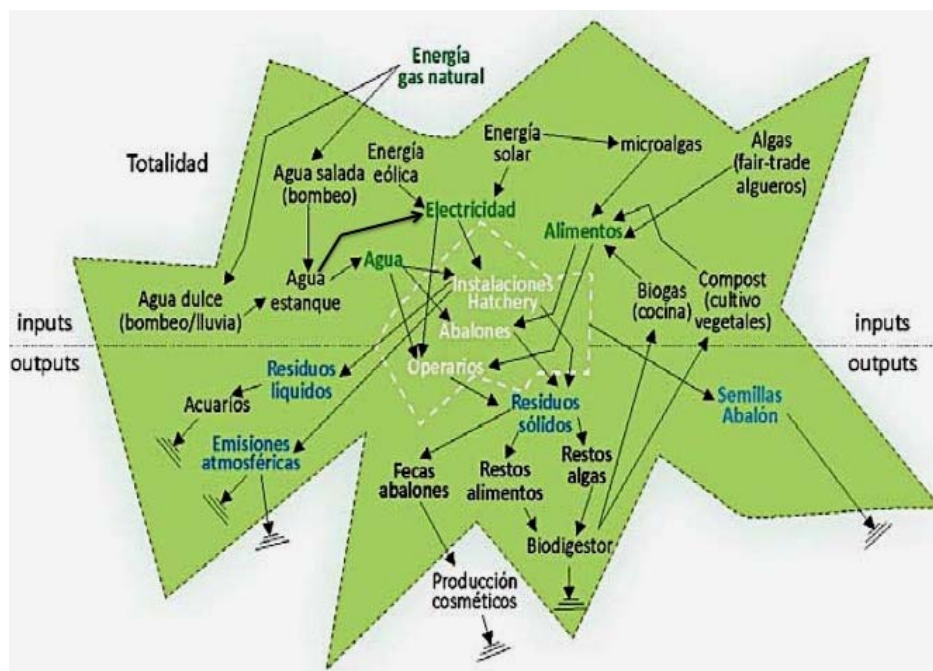 Energía
gas natural
Totalidad
Agua salada
(bombeo)
Energía
eólica
Energía
solar
microalgas
Algas
(fair-trade
algueros)
Electricidad
Alimentos
Agua
Agua
estanque
Agua dulce
(bombeo/lluvia)
Instalaciones
Hatchery
Abalones
Operarios
Biogas
(cocina)
Compost
(cultivo
vegetales)
inputs
outputs
inputs
outputs
Residuos
líquidos
Acuarios
Emisiones
atmosféricas
Residuos
sólidos
Semillas
Abalón
Fecas
abalones
Restos
alimentos
Restos
algas
Biodigestor
Producción
cosméticos